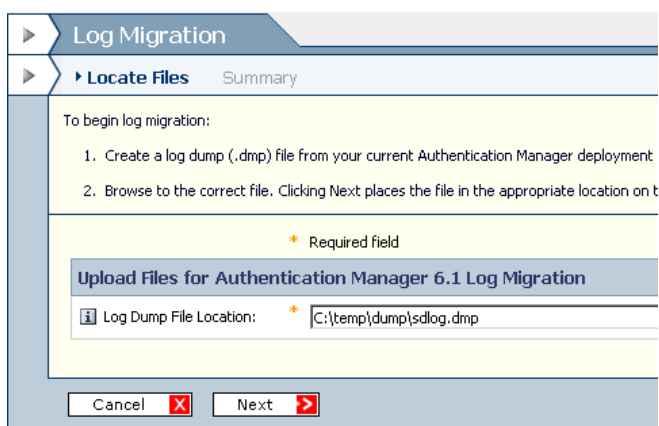 Log Migration
Locate Files Summary
To begin log migration:
1. Create a log dump (.dmp) file from your current Authentication Manager deployment
2. Browse to the correct file. Clicking Next places the file in the appropriate location on
* Required field
Upload Files for Authentication Manager 6.1 Log Migration
i Log Dump File Location: * C:\temp\dump\sdlog.dmp
Cancel X Next